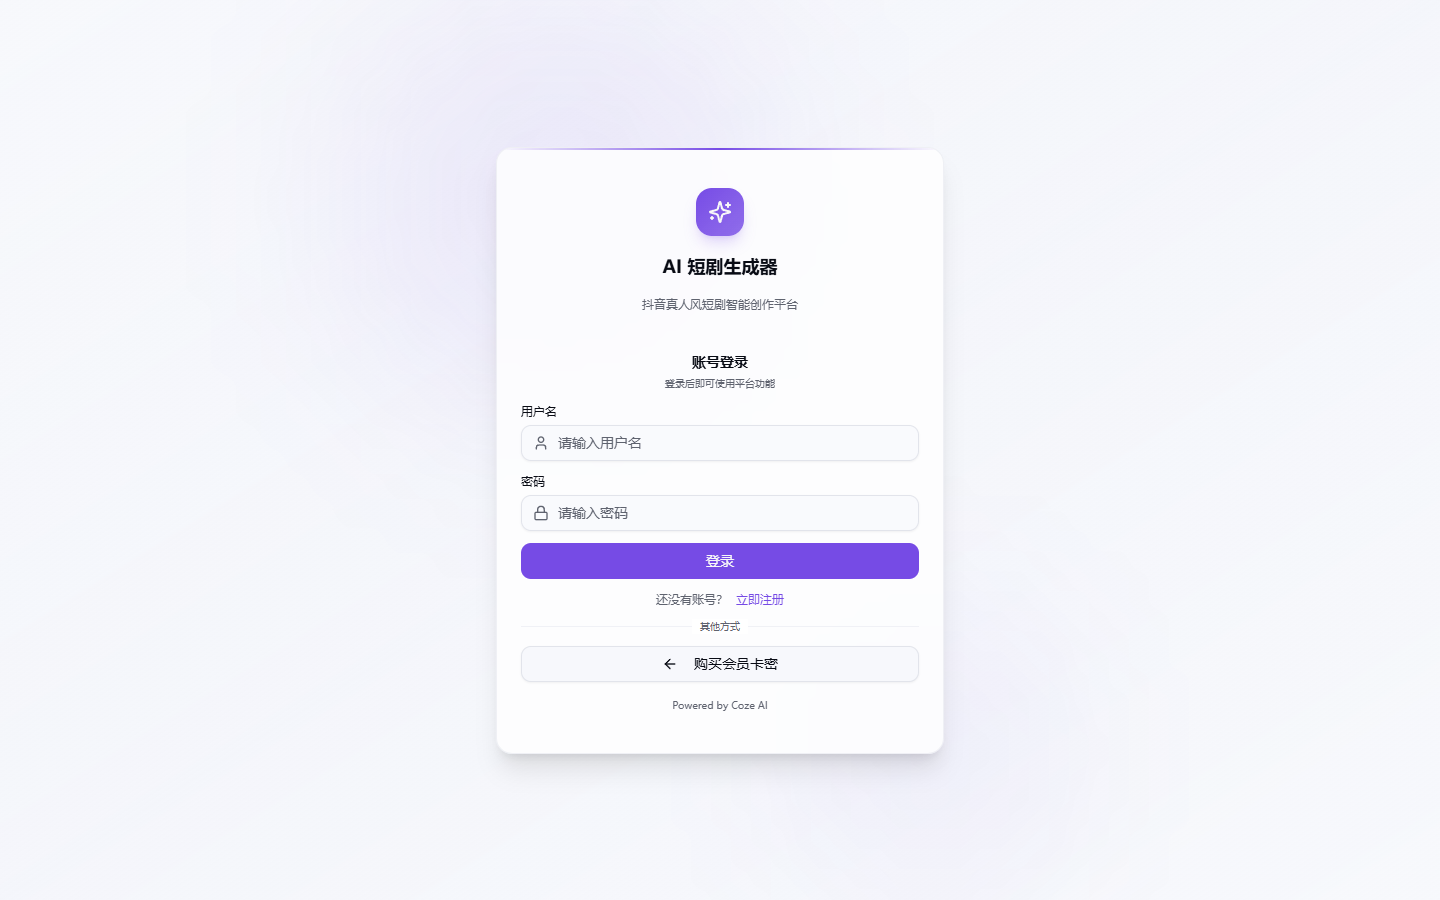 AI 短剧生成器
抖音真人风短剧智能创作平台
账号登录
登录后即可使用平台功能
用户名
请输入用户名
密码
请输入密码
登录
还没有账号? 立即注册
其他方式
购买会员卡密
Powered by Coze AI